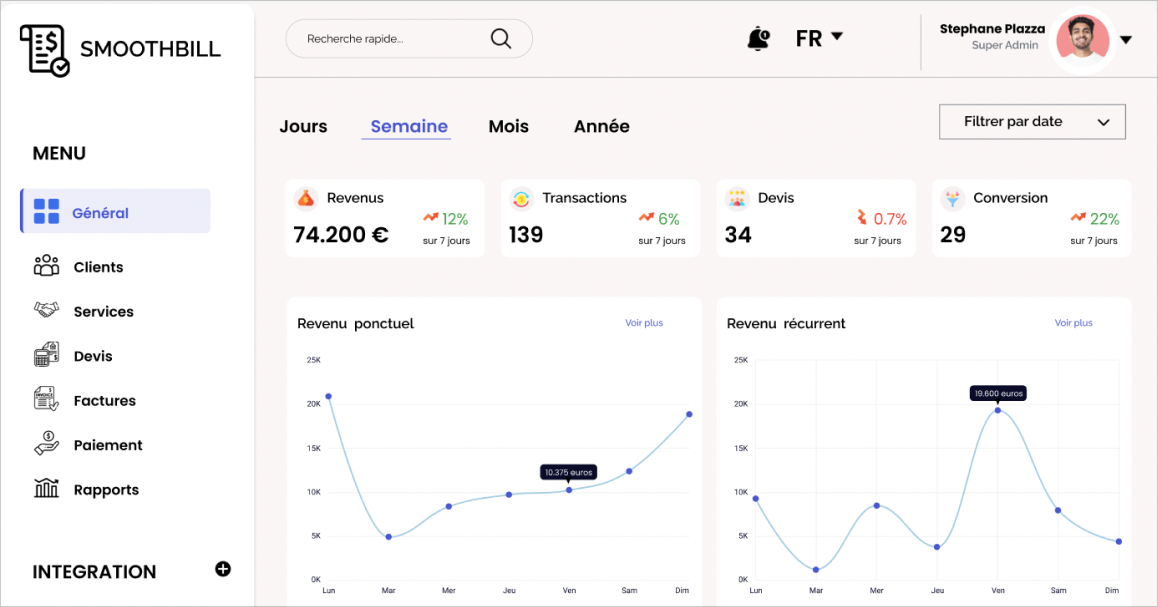 SMOOTHBILL
Recherche rapide...
FR
Stephane Plazza
Super Admin
MENU
Général
Clients
Services
Devis
Factures
Paiement
Rapports
INTEGRATION
Jours
Semaine
Mois
Année
Filtrer par date
Revenus
74.200 €
12%
sur 7 jours
Transactions
139
6%
sur 7 jours
Devis
34
0.7%
sur 7 jours
Conversion
29
22%
sur 7 jours
Revenu ponctuel
Voir plus
25K
20K
15K
10K
5K
0K
10.375 euros
Lun Mar Mer Jeu Ven Sam Dim
Revenu récurrent
Voir plus
25K
20K
15K
10K
5K
0K
19.600 euros
Lun Mar Mer Jeu Ven Sam Dim